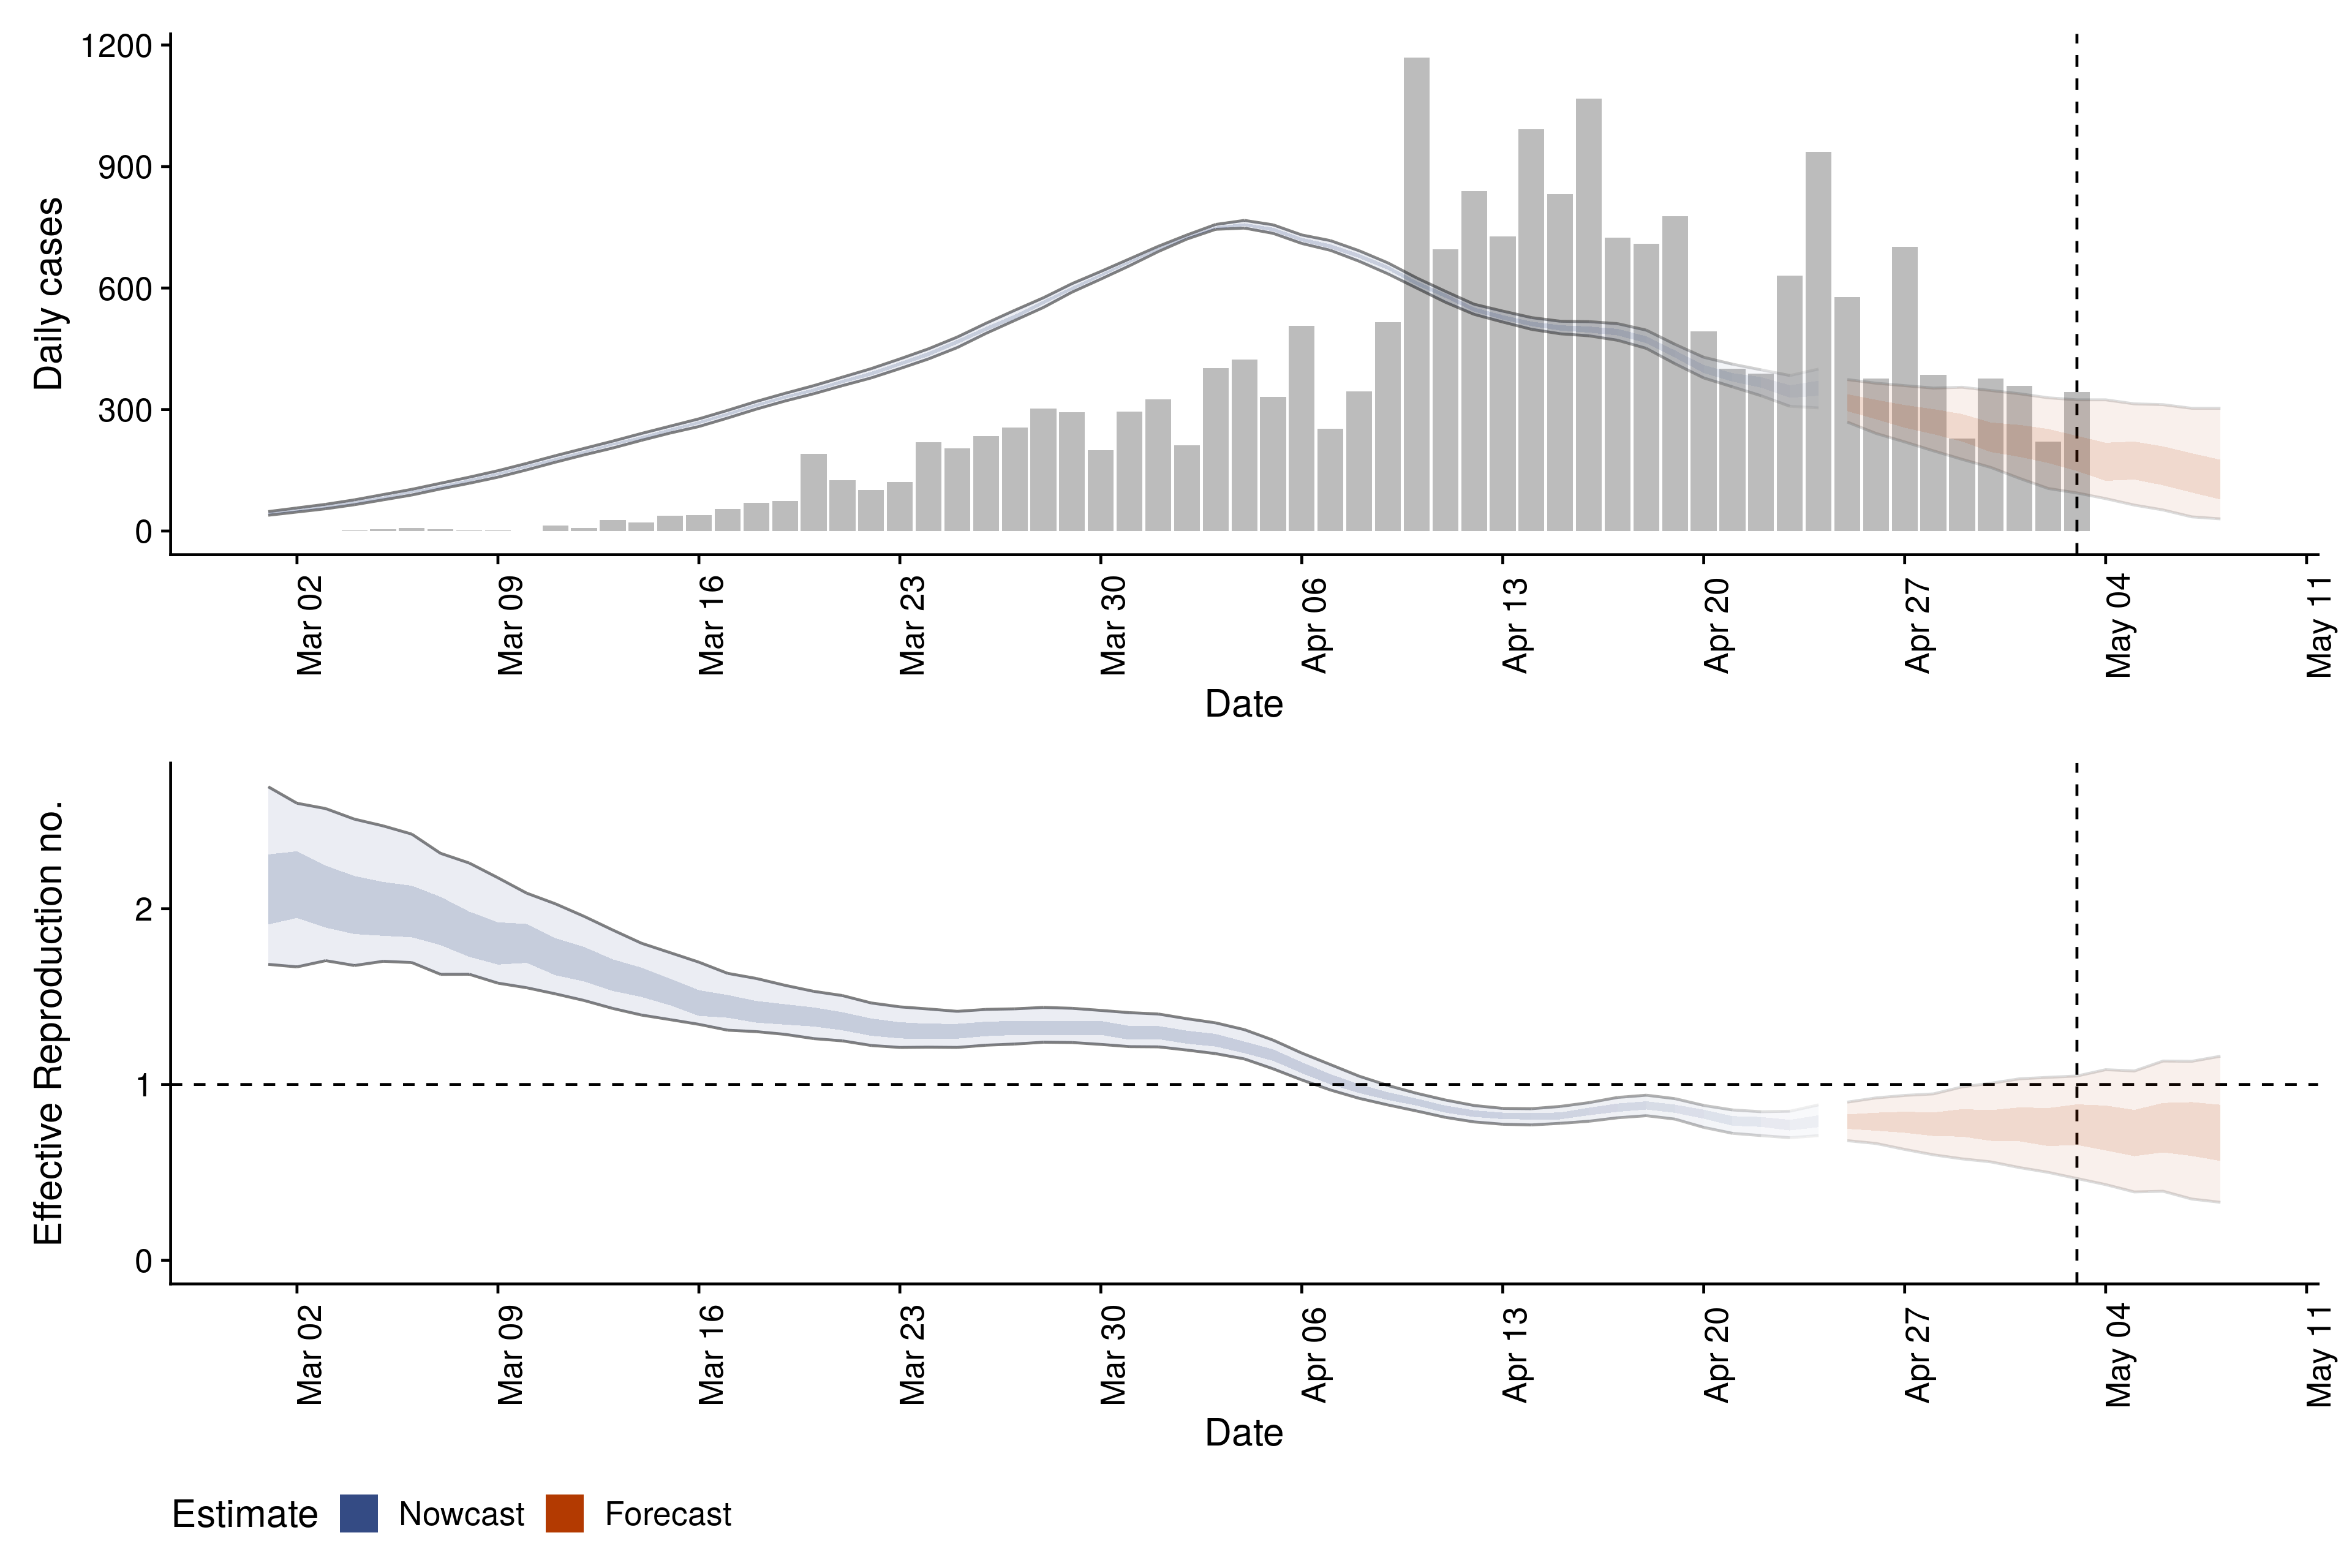 Daily cases
1200
900
600
300
0
Mar 02
Mar 09
Mar 16
Mar 23
Mar 30
Apr 06
Apr 13
Apr 20
Apr 27
May 04
May 11
Date
Effective Reproduction no.
2
1
0
Mar 02
Mar 09
Mar 16
Mar 23
Mar 30
Apr 06
Apr 13
Apr 20
Apr 27
May 04
May 11
Date
Estimate Nowcast Forecast